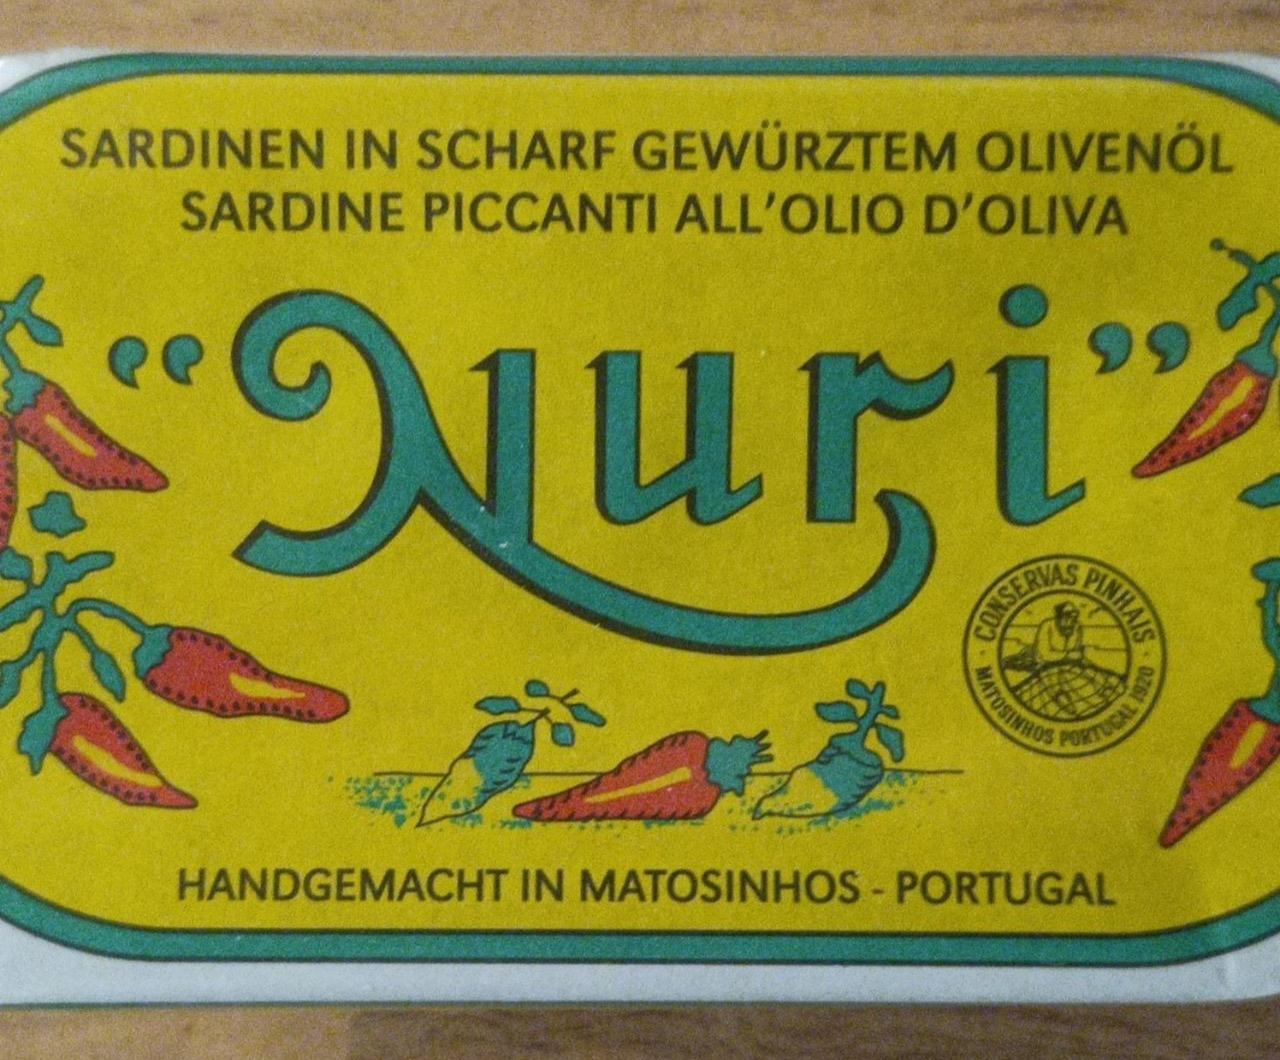 SARDINEN IN SCHARF GEWÜRZTEM OLIVENÖL
SARDINE PICCANTI ALL'OLIO D'OLIVA
“Nuri”
CONSERVAS PINHAIS
MATOSINHOS PORTUGAL 1920
HANDGEMACHT IN MATOSINHOS - PORTUGAL